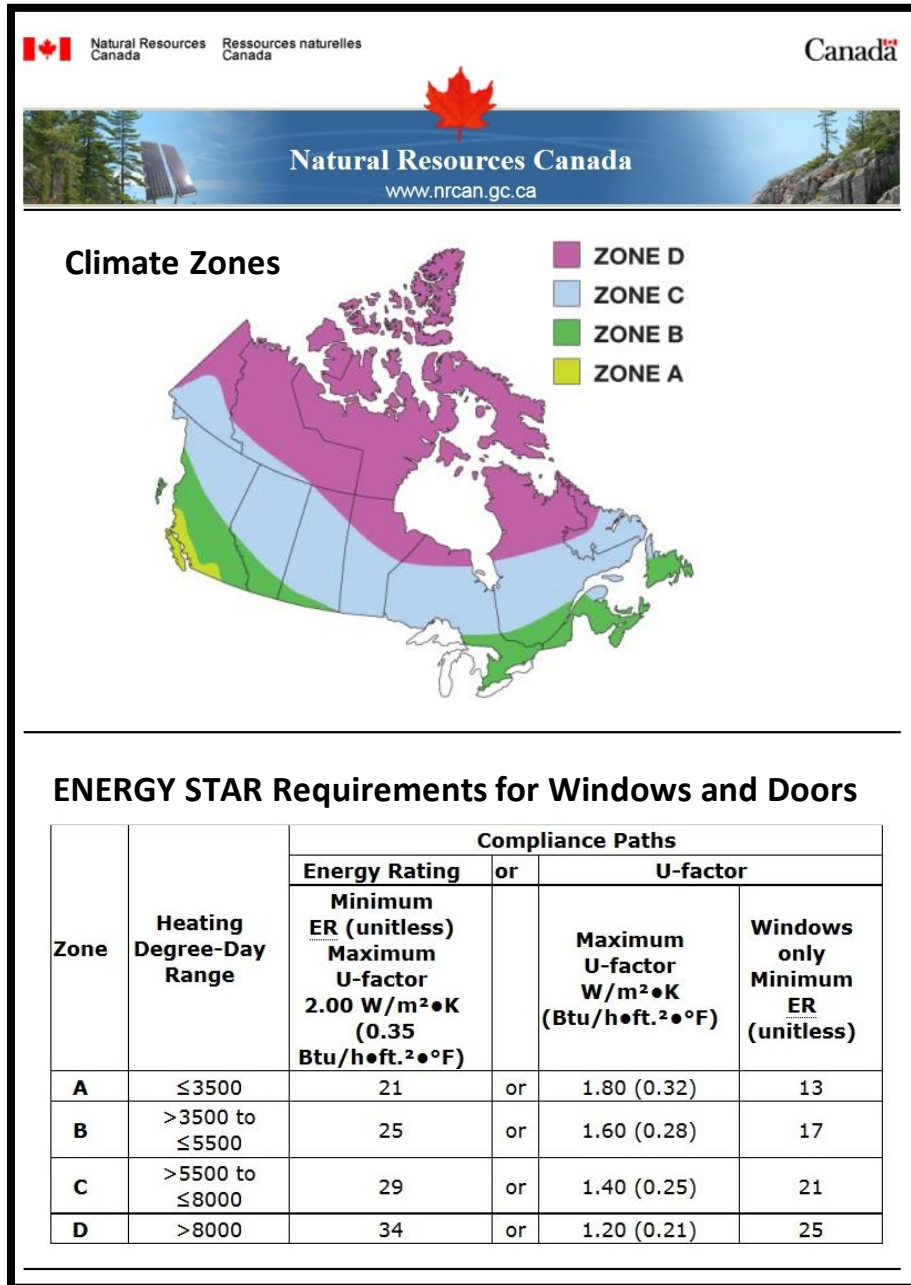 Natural Resources Ressources naturelles
Canada Canada
Canada
Natural Resources Canada
www.nrcan.gc.ca
Climate Zones
ZONE D
ZONE C
ZONE B
ZONE A
ENERGY STAR Requirements for Windows and Doors
Zone
Heating
Degree-Day
Range
Compliance Paths
Energy Rating or U-factor
Minimum
ER (unitless)
Maximum
U-factor
2.00 W/m²●K
(0.35
Btu/h●ft.²●°F)
Maximum
U-factor
W/m²●K
(Btu/h●ft.²●°F)
Windows
only
Minimum
ER
(unitless)
A ≤3500 21 or 1.80 (0.32) 13
B >3500 to
≤5500 25 or 1.60 (0.28) 17
C >5500 to
≤8000 29 or 1.40 (0.25) 21
D >8000 34 or 1.20 (0.21) 25